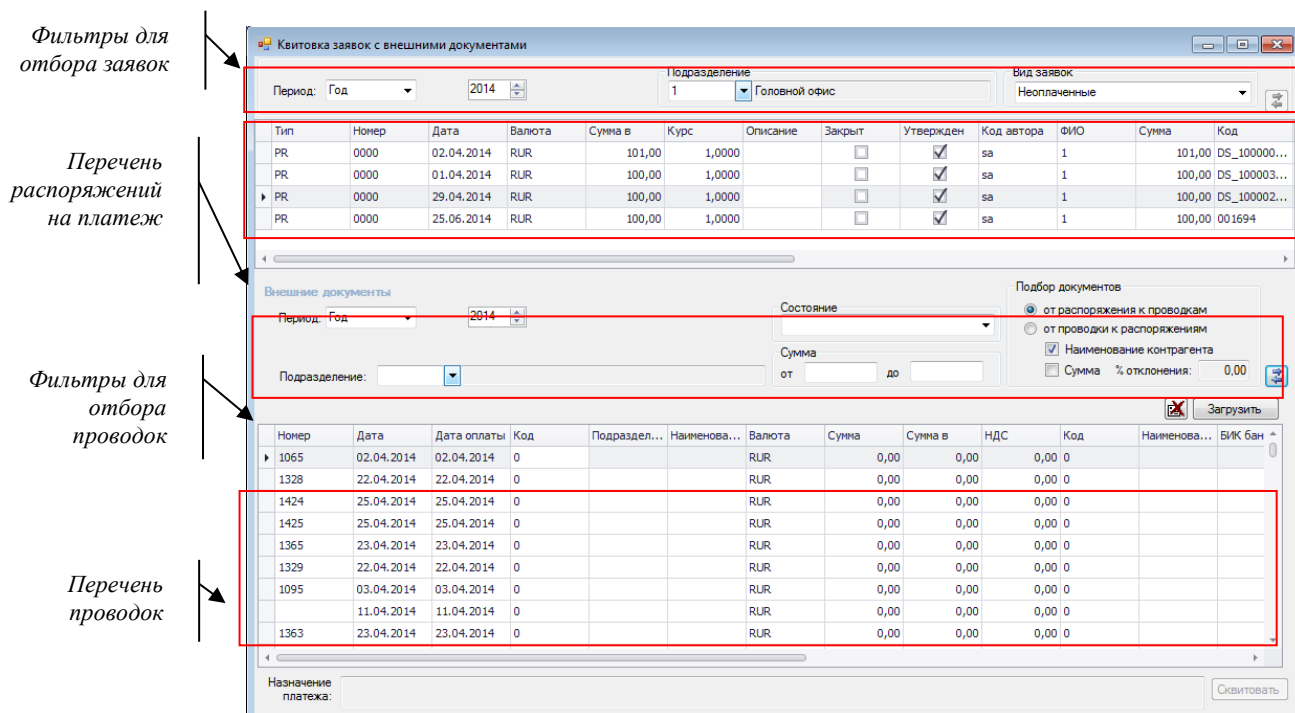 Фильтры для
отбора заявок
Перечень
распоряжений
на платеж
Фильтры для
отбора
проводок
Перечень
проводок
Квитовка заявок с внешними документами
Подразделение Вид заявок
Период: Год 2014 1 Головной офис Неоплаченные
Тип Номер Дата Валюта Сумма в Курс Описание Закрыт Утвержден Код автора ФИО Сумма Код
PR 0000 02.04.2014 RUR 101,00 1,0000 sa 1 101,00 DS_100000...
PR 0000 01.04.2014 RUR 100,00 1,0000 sa 1 100,00 DS_100003...
PR 0000 29.04.2014 RUR 100,00 1,0000 sa 1 100,00 DS_100002...
PR 0000 25.06.2014 RUR 100,00 1,0000 sa 1 100,00 001694
Внешние документы
Подбор документов
Период: Год 2014 Состояние от распоряжения к проводкам
от проводки к распоряжениям
Сумма Наименование контрагента
Подразделение: от до Сумма % отклонения: 0,00
Загрузить
Номер Дата Дата оплаты Код Подраздел... Наименова... Валюта Сумма Сумма в НДС Код Наименова... БИК бан
1065 02.04.2014 02.04.2014 0 RUR 0,00 0,00 0,00 0
1328 22.04.2014 22.04.2014 0 RUR 0,00 0,00 0,00 0
1424 25.04.2014 25.04.2014 0 RUR 0,00 0,00 0,00 0
1425 25.04.2014 25.04.2014 0 RUR 0,00 0,00 0,00 0
1365 23.04.2014 23.04.2014 0 RUR 0,00 0,00 0,00 0
1329 22.04.2014 22.04.2014 0 RUR 0,00 0,00 0,00 0
1095 03.04.2014 03.04.2014 0 RUR 0,00 0,00 0,00 0
11.04.2014 11.04.2014 0 RUR 0,00 0,00 0,00 0
1363 23.04.2014 23.04.2014 0 RUR 0,00 0,00 0,00 0
Назначение
платежа:
Сквитовать